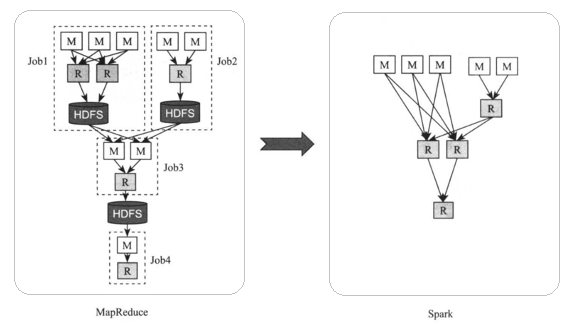 M M M
M M
Job1
R R
R
Job2
HDFS
HDFS
M M
R
Job3
HDFS
M
Job4
R
MapReduce
M M M
M M
R
R R
R
Spark